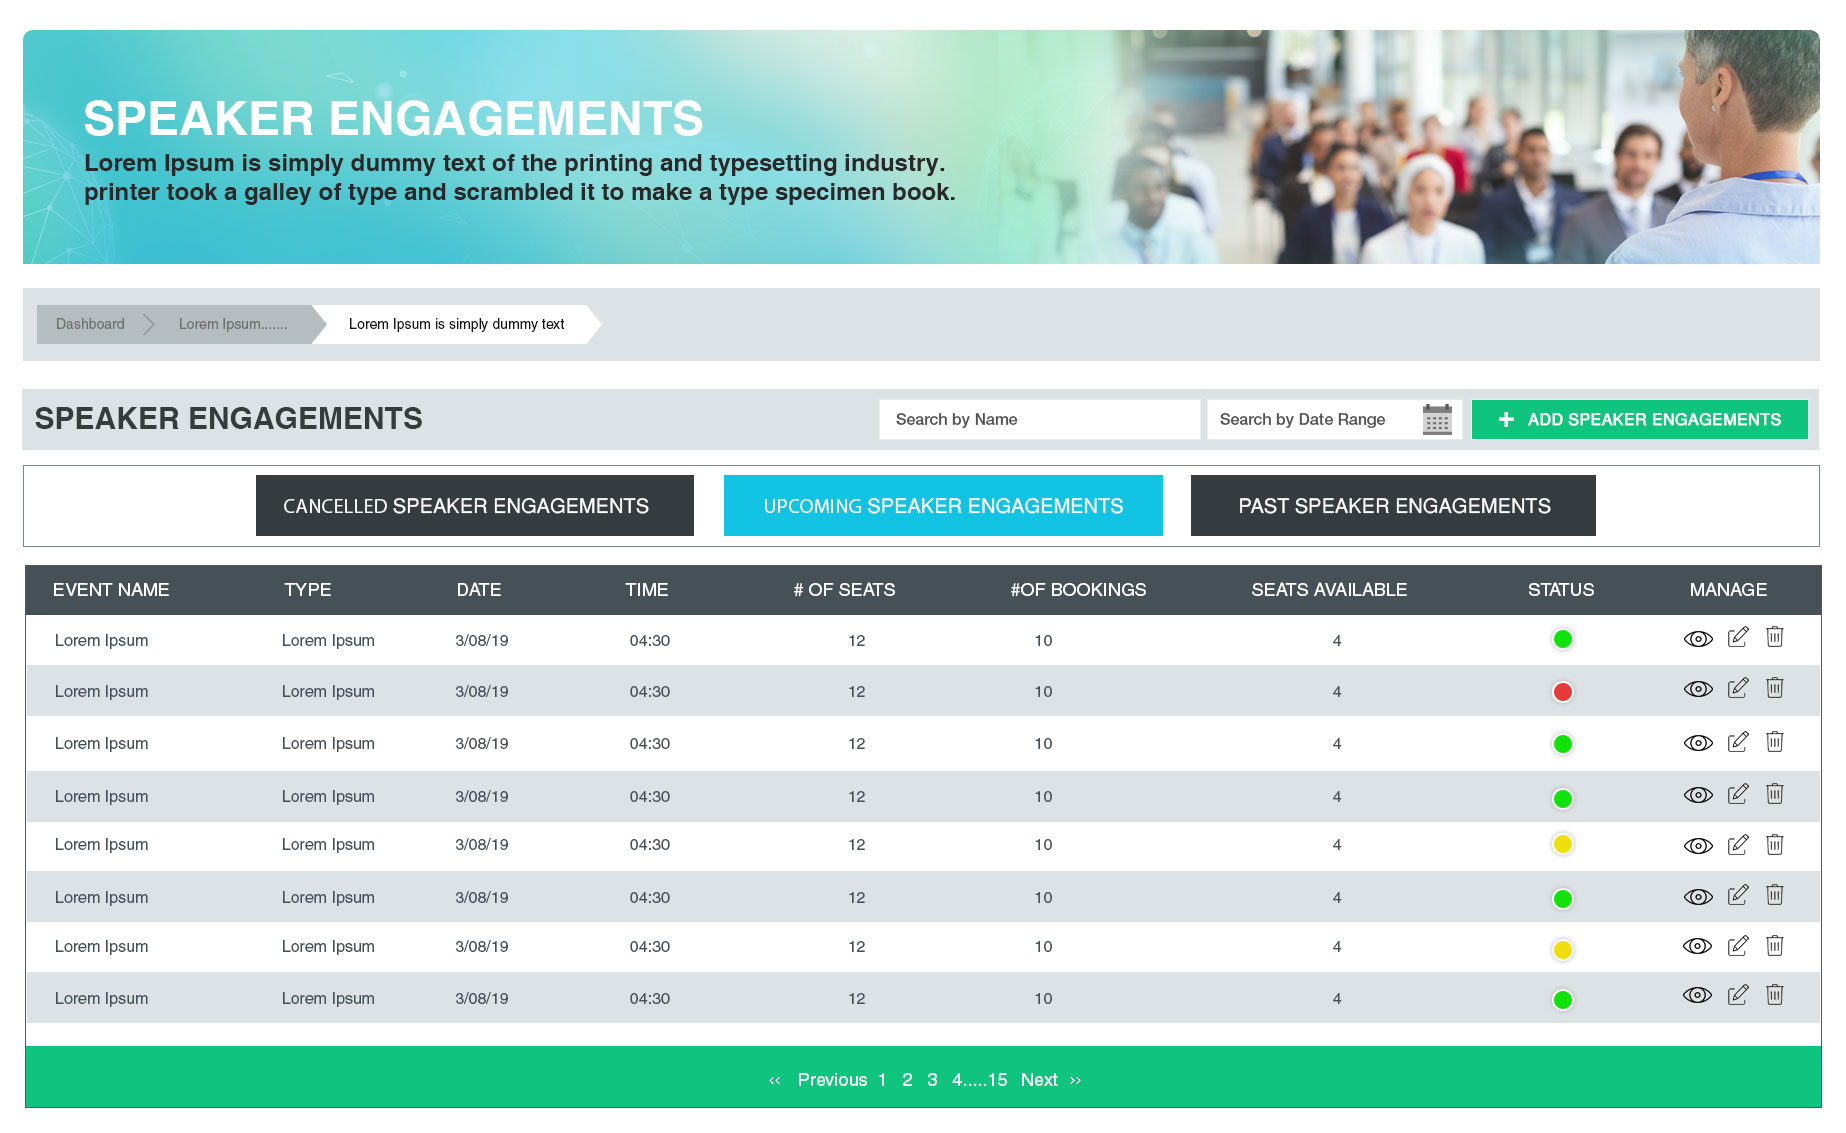 SPEAKER ENGAGEMENTS
Lorem Ipsum is simply dummy text of the printing and typesetting industry.
printer took a galley of type and scrambled it to make a type specimen book.
Dashboard Lorem Ipsum....... Lorem Ipsum is simply dummy text
SPEAKER ENGAGEMENTS Search by Name Search by Date Range + ADD SPEAKER ENGAGEMENTS
CANCELLED SPEAKER ENGAGEMENTS UPCOMING SPEAKER ENGAGEMENTS PAST SPEAKER ENGAGEMENTS
EVENT NAME TYPE DATE TIME # OF SEATS #OF BOOKINGS SEATS AVAILABLE STATUS MANAGE
Lorem Ipsum Lorem Ipsum 3/08/19 04:30 12 10 4
Lorem Ipsum Lorem Ipsum 3/08/19 04:30 12 10 4
Lorem Ipsum Lorem Ipsum 3/08/19 04:30 12 10 4
Lorem Ipsum Lorem Ipsum 3/08/19 04:30 12 10 4
Lorem Ipsum Lorem Ipsum 3/08/19 04:30 12 10 4
Lorem Ipsum Lorem Ipsum 3/08/19 04:30 12 10 4
Lorem Ipsum Lorem Ipsum 3/08/19 04:30 12 10 4
Lorem Ipsum Lorem Ipsum 3/08/19 04:30 12 10 4
‹‹ Previous 1 2 3 4.....15 Next ››